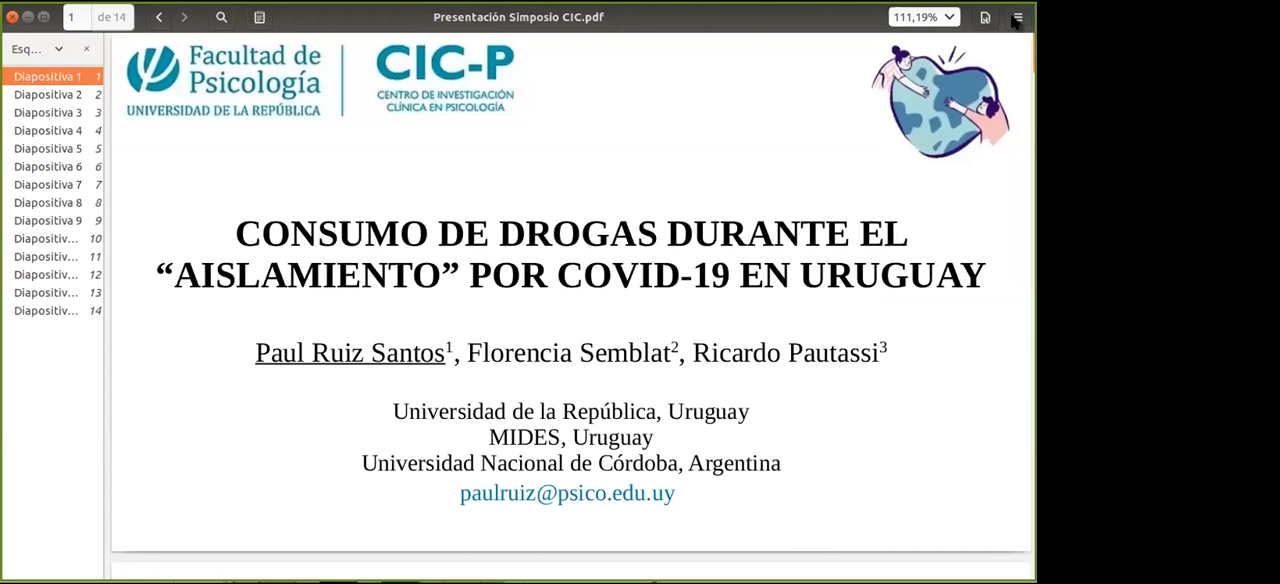 1 de 14
Presentación Simposio CIC.pdf
111,19%
Esq...
Diapositiva 1 1
Diapositiva 2 2
Diapositiva 3 3
Diapositiva 4 4
Diapositiva 5 5
Diapositiva 6 6
Diapositiva 7 7
Diapositiva 8 8
Diapositiva 9 9
Diapositiv... 10
Diapositiv... 11
Diapositiv... 12
Diapositiv... 13
Diapositiv... 14
Facultad de
Psicología
UNIVERSIDAD DE LA REPÚBLICA
CIC-P
CENTRO DE INVESTIGACIÓN
CLÍNICA EN PSICOLOGÍA
CONSUMO DE DROGAS DURANTE EL
“AISLAMIENTO” POR COVID-19 EN URUGUAY
Paul Ruiz Santos1, Florencia Semblat2, Ricardo Pautassi3
Universidad de la República, Uruguay
MIDES, Uruguay
Universidad Nacional de Córdoba, Argentina
paulruiz@psico.edu.uy